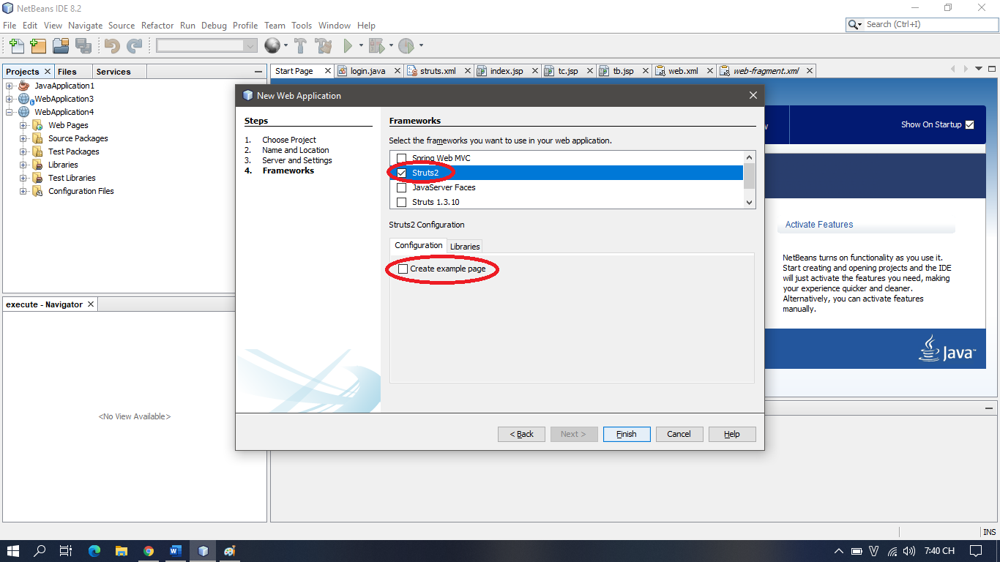 NetBeans IDE 8.2
File Edit View Navigate Source Refactor Run Debug Profile Team Tools Window Help
Search (Ctrl+I)
Projects Files Services
Start Page login.java struts.xml index.jsp tc.jsp tb.jsp web.xml web-fragment.xml
JavaApplication1
WebApplication3
WebApplication4
Web Pages
Source Packages
Test Packages
Libraries
Test Libraries
Configuration Files
execute - Navigator
<No View Available>
New Web Application
Steps
1. Choose Project
2. Name and Location
3. Server and Settings
4. Frameworks
Frameworks
Select the frameworks you want to use in your web application.
Spring Web MVC
Struts2
JavaServer Faces
Struts 1.3.10
Struts2 Configuration
Configuration Libraries
Create example page
< Back Next > Finish Cancel Help
Show On Startup
Activate Features
NetBeans turns on functionality as you use it.
Start creating and opening projects and the IDE
will just activate the features you need, making
your experience quicker and cleaner.
Alternatively, you can activate features
manually.
Java™
INS
7:40 CH